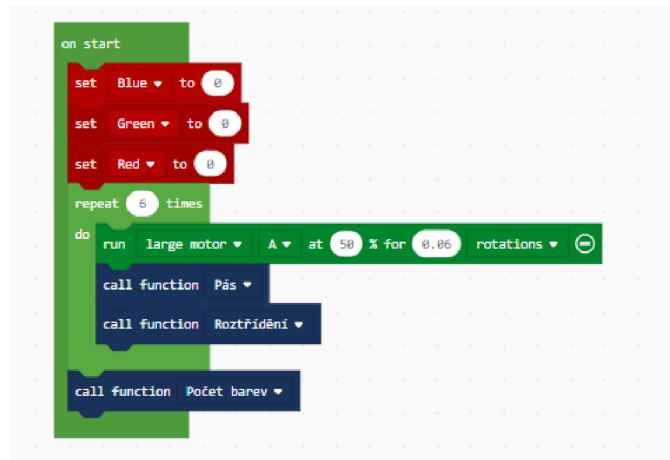 on start
set Blue to 0
set Green to 0
set Red to 0
repeat 6 times
do
run large motor A at 50 % for 0.06 rotations
call function Pás
call function Roztřídění
call function Počet barev